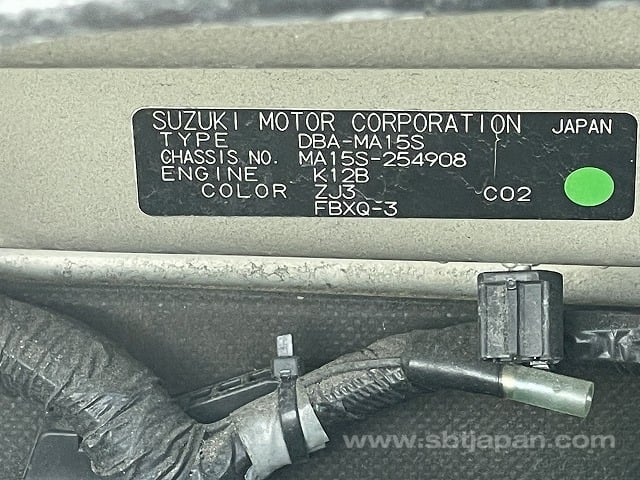 SUZUKI MOTOR CORPORATION JAPAN
TYPE DBA-MA15S
CHASSIS NO. MA15S-254908
ENGINE K12B
COLOR ZJ3 CO2
FBXQ-3
www.sbtjapan.com